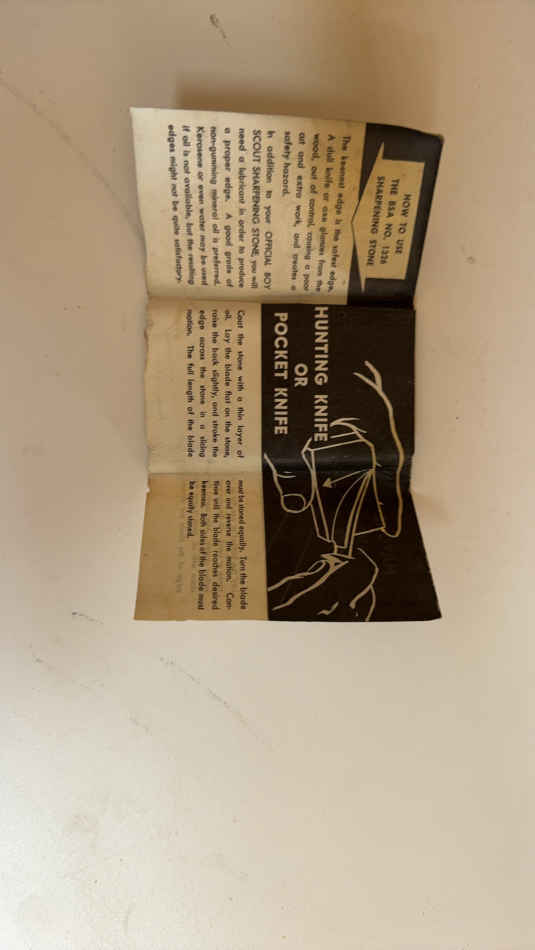 HOW TO USE
THE BSA NO. 1326
SHARPENING STONE
The keenest edge is the safest edge.
A dull knife or axe glances from the
wood, out of control, causing a poor
cut and extra work, and creates a
safety hazard.
In addition to your OFFICIAL BOY
SCOUT SHARPENING STONE, you will
need a lubricant in order to produce
a proper edge. A good grade of
non-gumming mineral oil is preferred.
Kerosene or even water may be used
if oil is not available, but the resulting
edges might not be quite satisfactory.
HUNTING KNIFE
OR
POCKET KNIFE
Coat the stone with a thin layer of
oil. Lay the blade flat on the stone,
raise the back slightly, and stroke the
edge across the stone in a slicing
motion. The full length of the blade
must be stoned equally. Turn the blade
over and reverse the motion. Con-
tinue until the blade reaches desired
keenness. Both sides of the blade must
be equally stoned.